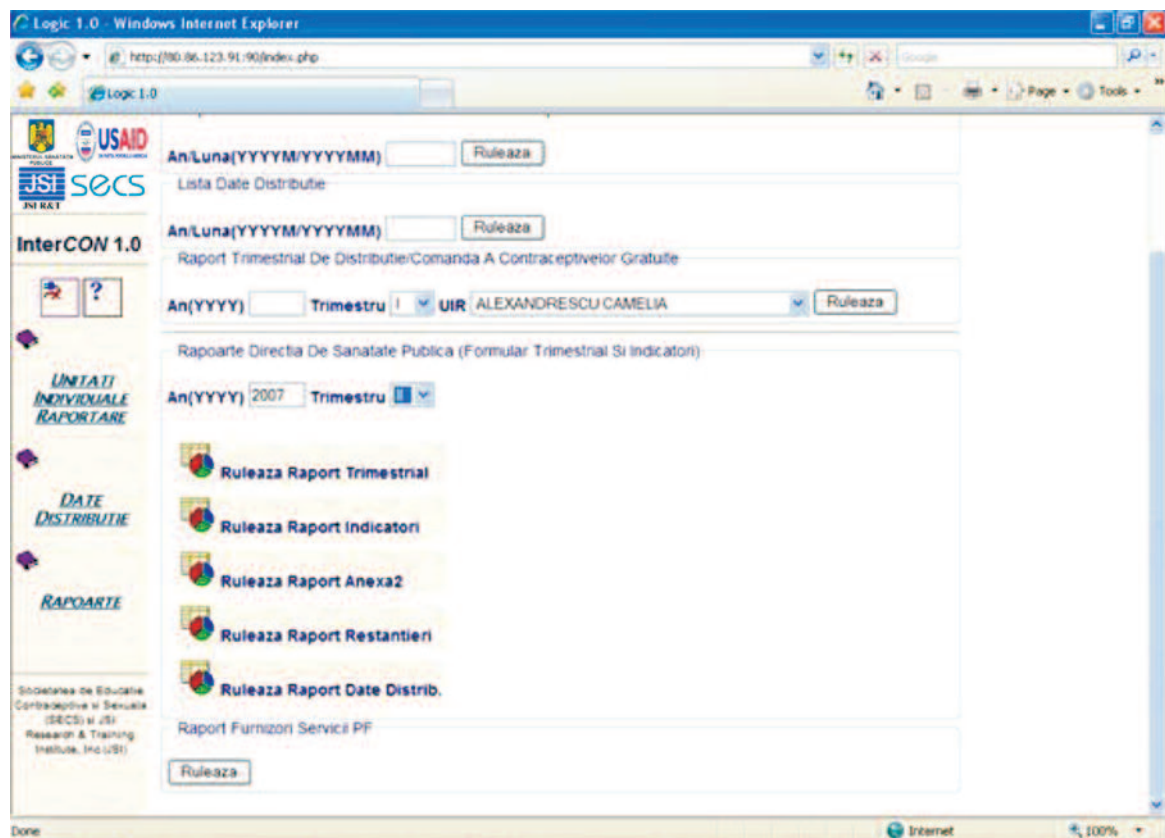 Logic 1.0 - Windows Internet Explorer
http://80.86.123.91:90/index.php
Google
Logic 1.0
Page
Tools
USAID
JSI
secs
JSI R&T
InterCON 1.0
?
UNITATI
INDIVIDUALE
RAPORTARE
DATE
DISTRIBUTIE
RAPOARTE
Societatea de Educatie
Contraceptiva si Sexuala
(SECS) si JSI
Research & Training
Institute, Inc (JSI)
An/Luna(YYYYM/YYYYMM) Ruleaza
Lista Date Distributie
An/Luna(YYYYM/YYYYMM) Ruleaza
Raport Trimestrial De Distributie/Comanda A Contraceptivelor Gratuite
An(YYYY) Trimestru I UIR ALEXANDRESCU CAMELIA Ruleaza
Rapoarte Directia De Sanatate Publica (Formular Trimestrial Si Indicatori)
An(YYYY) 2007 Trimestru
Ruleaza Raport Trimestrial
Ruleaza Raport Indicatori
Ruleaza Raport Anexa2
Ruleaza Raport Restantieri
Ruleaza Raport Date Distrib.
Raport Furnizori Servicii PF
Ruleaza
Done Internet 100%